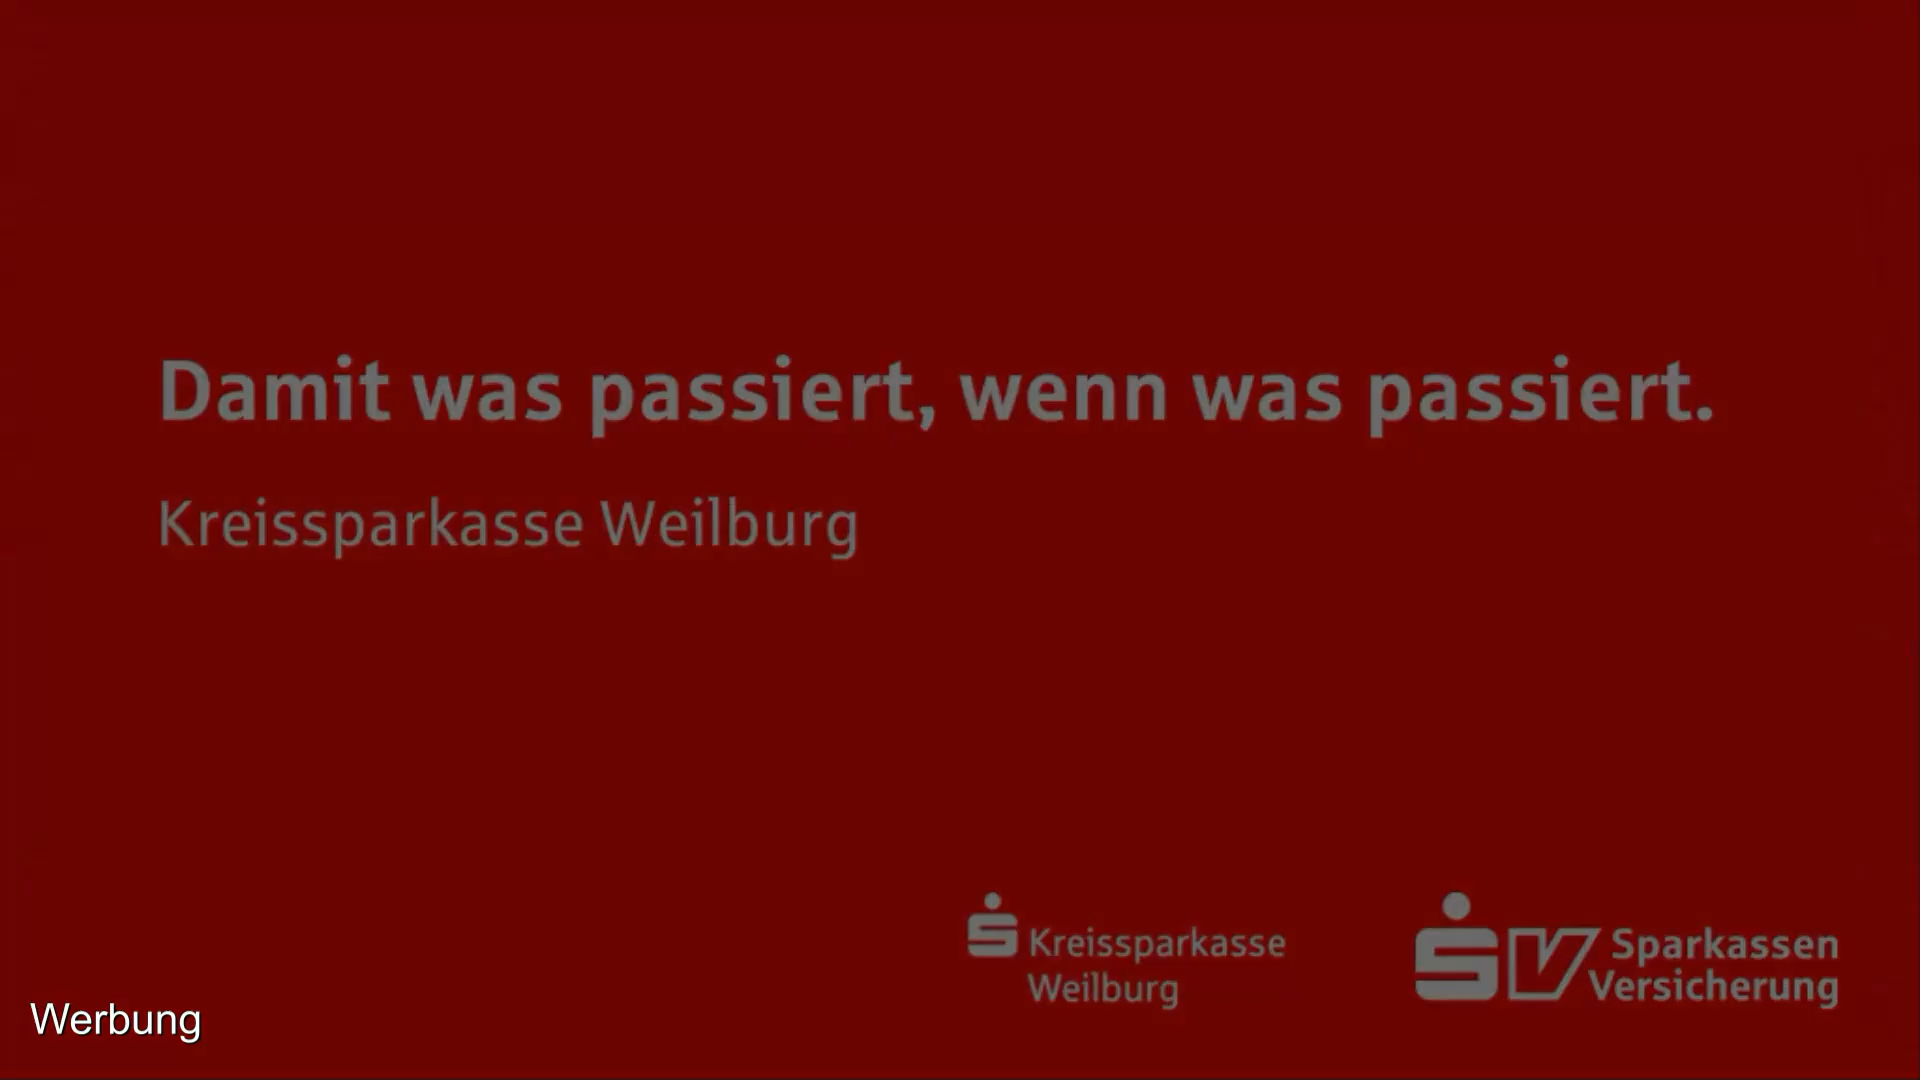 Damit was passiert, wenn was passiert.
Kreissparkasse Weilburg
Kreissparkasse
Weilburg
Sparkassen
Versicherung
Werbung